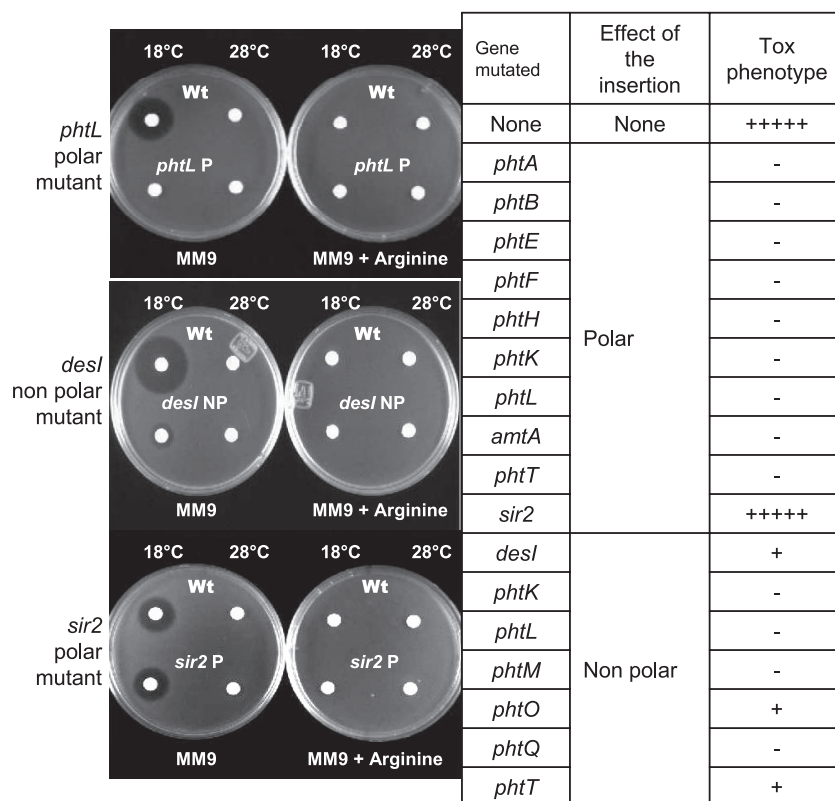 18°C 28°C 18°C 28°C
Wt Wt
phtL
polar
mutant
phtL P phtL P
MM9 MM9 + Arginine
18°C 28°C 18°C 28°C
Wt Wt
desI
non polar
mutant
desI NP desI NP
MM9 MM9 + Arginine
18°C 28°C 18°C 28°C
Wt Wt
sir2
polar
mutant
sir2 P sir2 P
MM9 MM9 + Arginine
Gene mutated Effect of the insertion Tox phenotype
None None +++++
phtA Polar -
phtB -
phtE -
phtF -
phtH -
phtK -
phtL -
amtA -
phtT -
sir2 +++++
desI Non polar +
phtK -
phtL -
phtM -
phtO +
phtQ -
phtT +